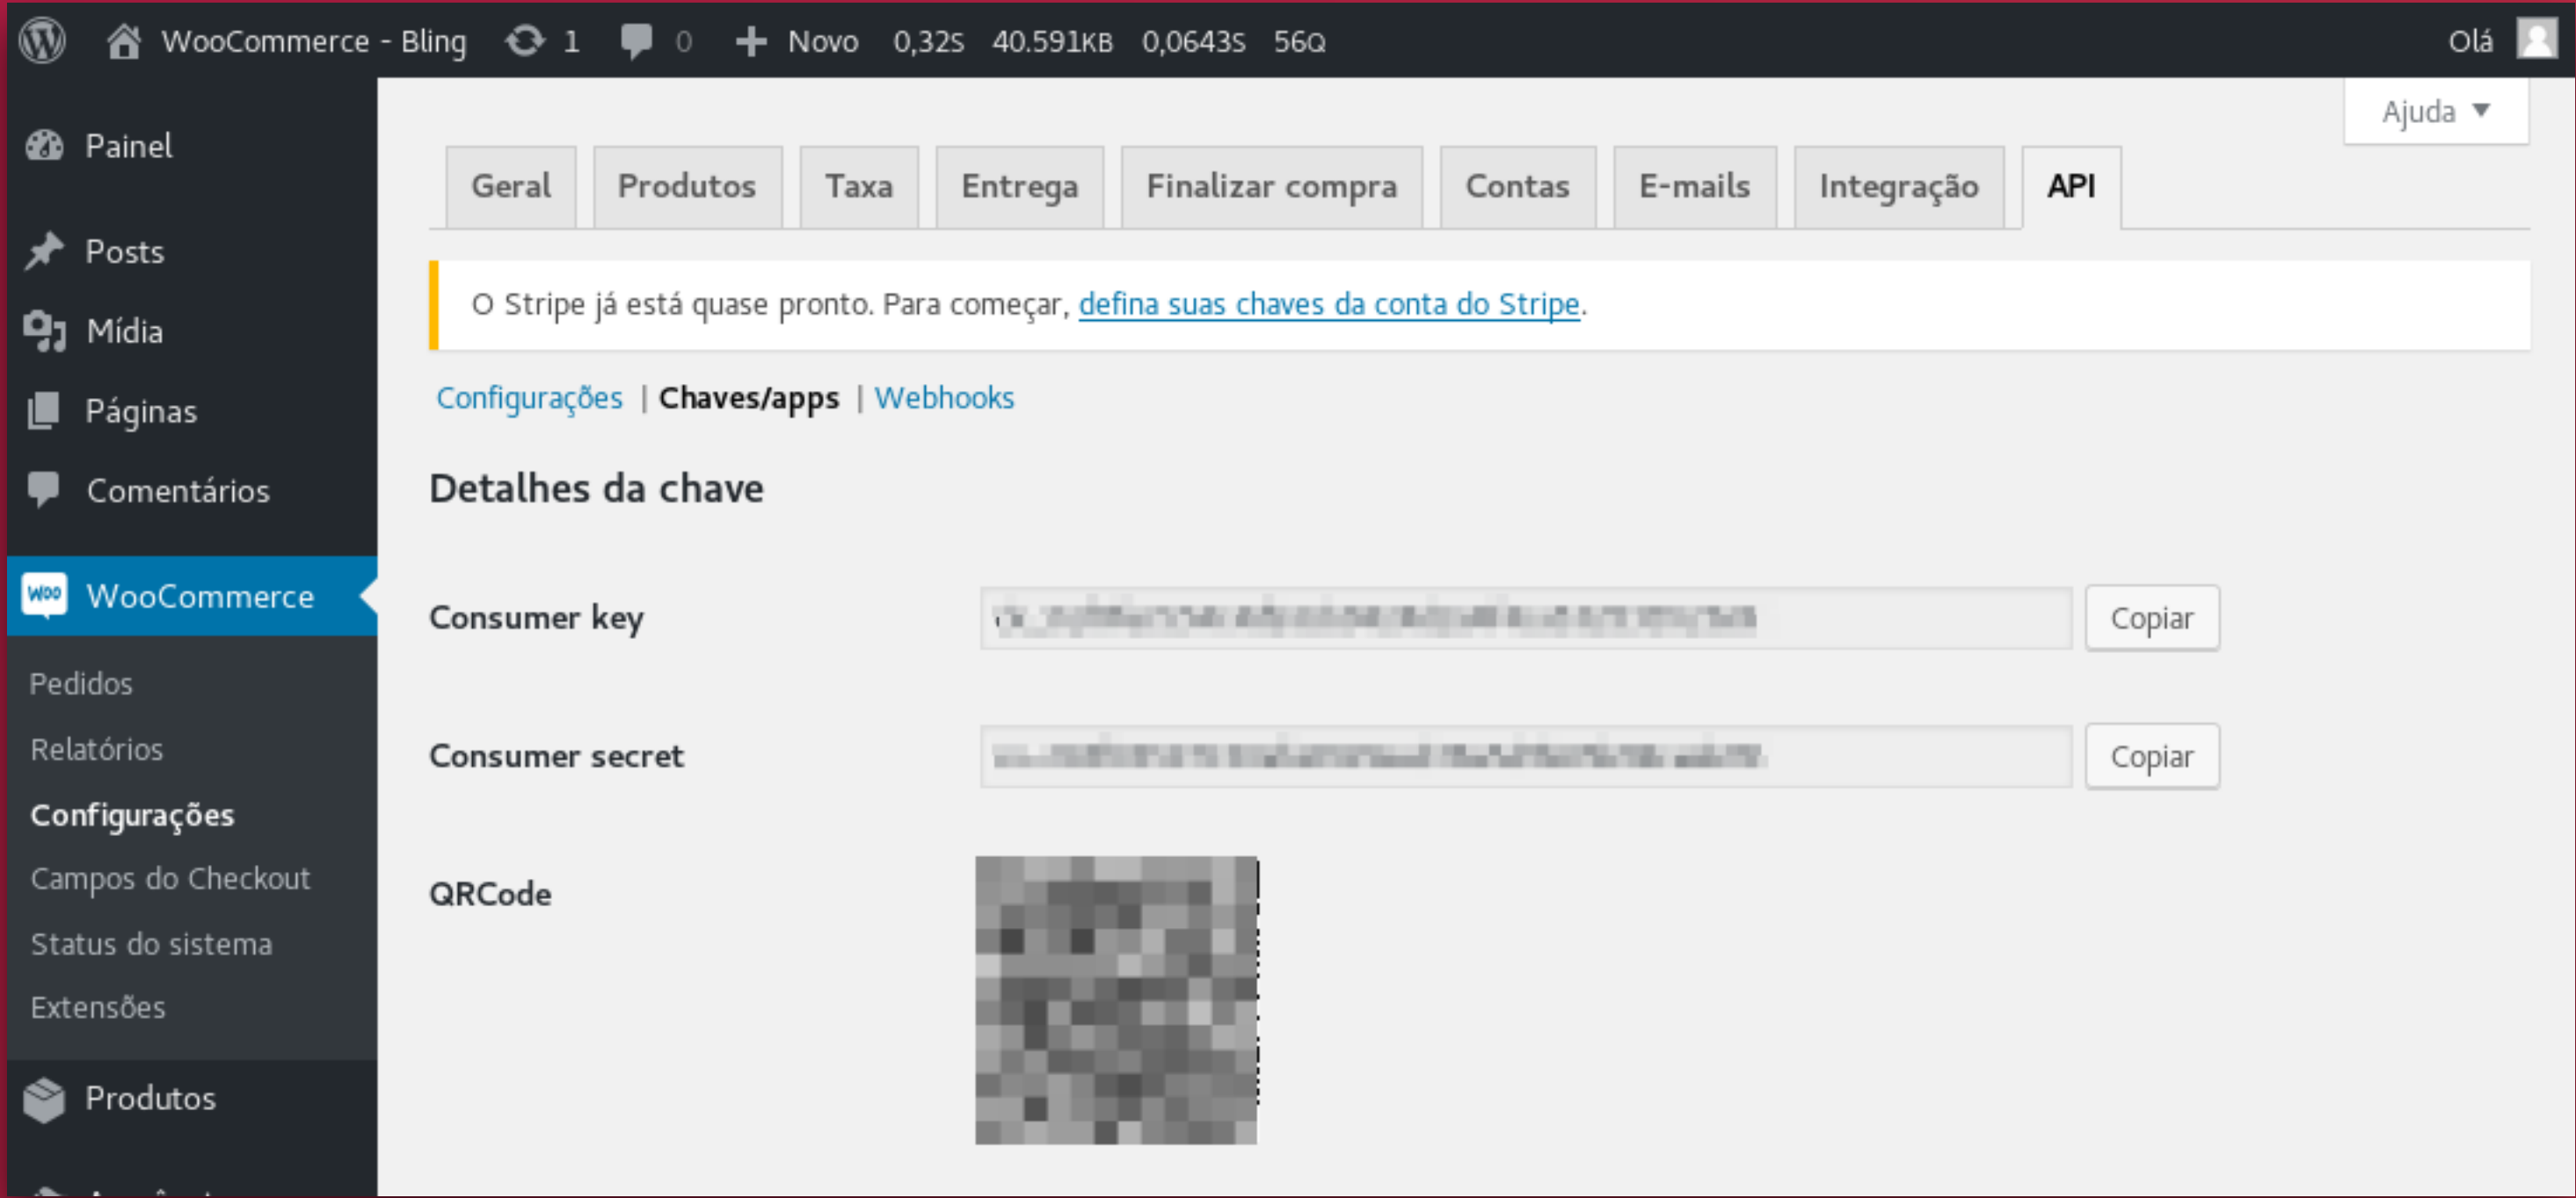 WooCommerce - Bling 1 0 Novo 0,32S 40.591KB 0,0643S 56Q Olá
Ajuda
Painel
Posts
Mídia
Páginas
Comentários
Woo WooCommerce
Pedidos
Relatórios
Configurações
Campos do Checkout
Status do sistema
Extensões
Produtos
Geral Produtos Taxa Entrega Finalizar compra Contas E-mails Integração API
O Stripe já está quase pronto. Para começar, defina suas chaves da conta do Stripe.
Configurações | Chaves/apps | Webhooks
Detalhes da chave
Consumer key Copiar
Consumer secret Copiar
QRCode